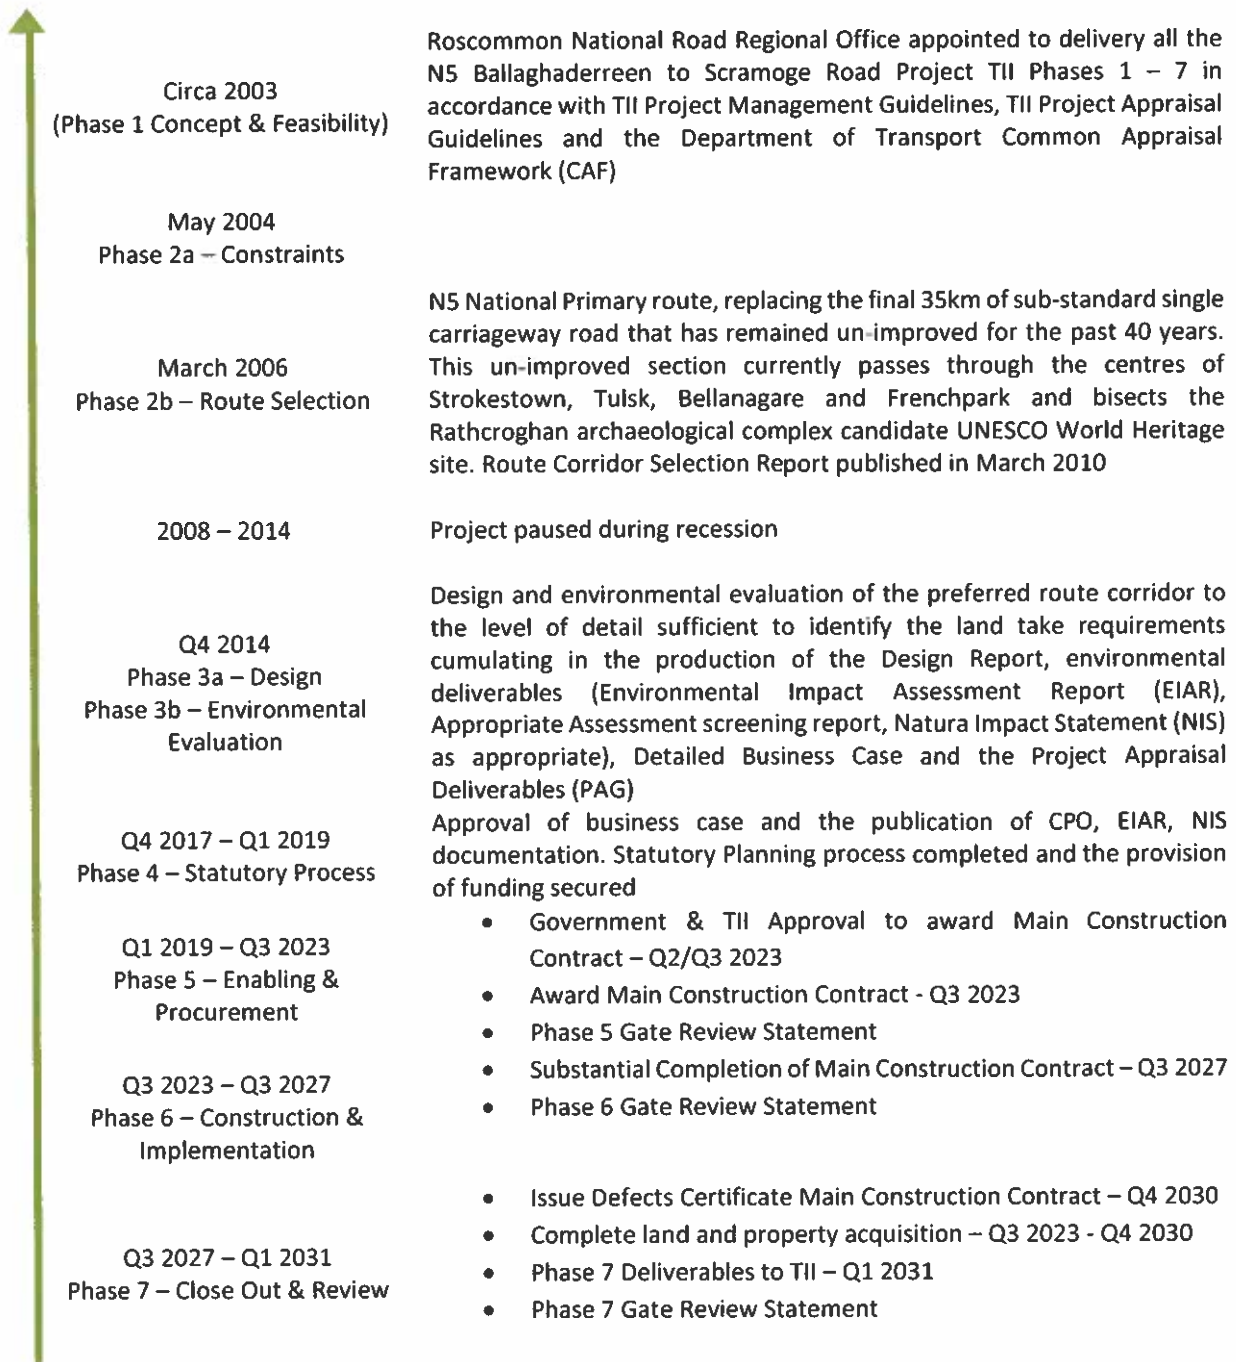 Circa 2003
(Phase 1 Concept & Feasibility)
Roscommon National Road Regional Office appointed to delivery all the
N5 Ballaghaderreen to Scramoge Road Project TII Phases 1 – 7 in
accordance with TII Project Management Guidelines, TII Project Appraisal
Guidelines and the Department of Transport Common Appraisal
Framework (CAF)
May 2004
Phase 2a – Constraints
March 2006
Phase 2b – Route Selection
N5 National Primary route, replacing the final 35km of sub-standard single
carriageway road that has remained un-improved for the past 40 years.
This un-improved section currently passes through the centres of
Strokestown, Tulsk, Bellanagare and Frenchpark and bisects the
Rathcroghan archaeological complex candidate UNESCO World Heritage
site. Route Corridor Selection Report published in March 2010
2008 – 2014
Project paused during recession
Q4 2014
Phase 3a – Design
Phase 3b – Environmental
Evaluation
Design and environmental evaluation of the preferred route corridor to
the level of detail sufficient to identify the land take requirements
cumulating in the production of the Design Report, environmental
deliverables (Environmental Impact Assessment Report (EIAR),
Appropriate Assessment screening report, Natura Impact Statement (NIS)
as appropriate), Detailed Business Case and the Project Appraisal
Deliverables (PAG)
Q4 2017 – Q1 2019
Phase 4 – Statutory Process
Approval of business case and the publication of CPO, EIAR, NIS
documentation. Statutory Planning process completed and the provision
of funding secured
Q1 2019 – Q3 2023
Phase 5 – Enabling &
Procurement
• Government & TII Approval to award Main Construction
Contract – Q2/Q3 2023
• Award Main Construction Contract - Q3 2023
• Phase 5 Gate Review Statement
Q3 2023 – Q3 2027
Phase 6 – Construction &
Implementation
• Substantial Completion of Main Construction Contract – Q3 2027
• Phase 6 Gate Review Statement
Q3 2027 – Q1 2031
Phase 7 – Close Out & Review
• Issue Defects Certificate Main Construction Contract – Q4 2030
• Complete land and property acquisition – Q3 2023 - Q4 2030
• Phase 7 Deliverables to TII – Q1 2031
• Phase 7 Gate Review Statement